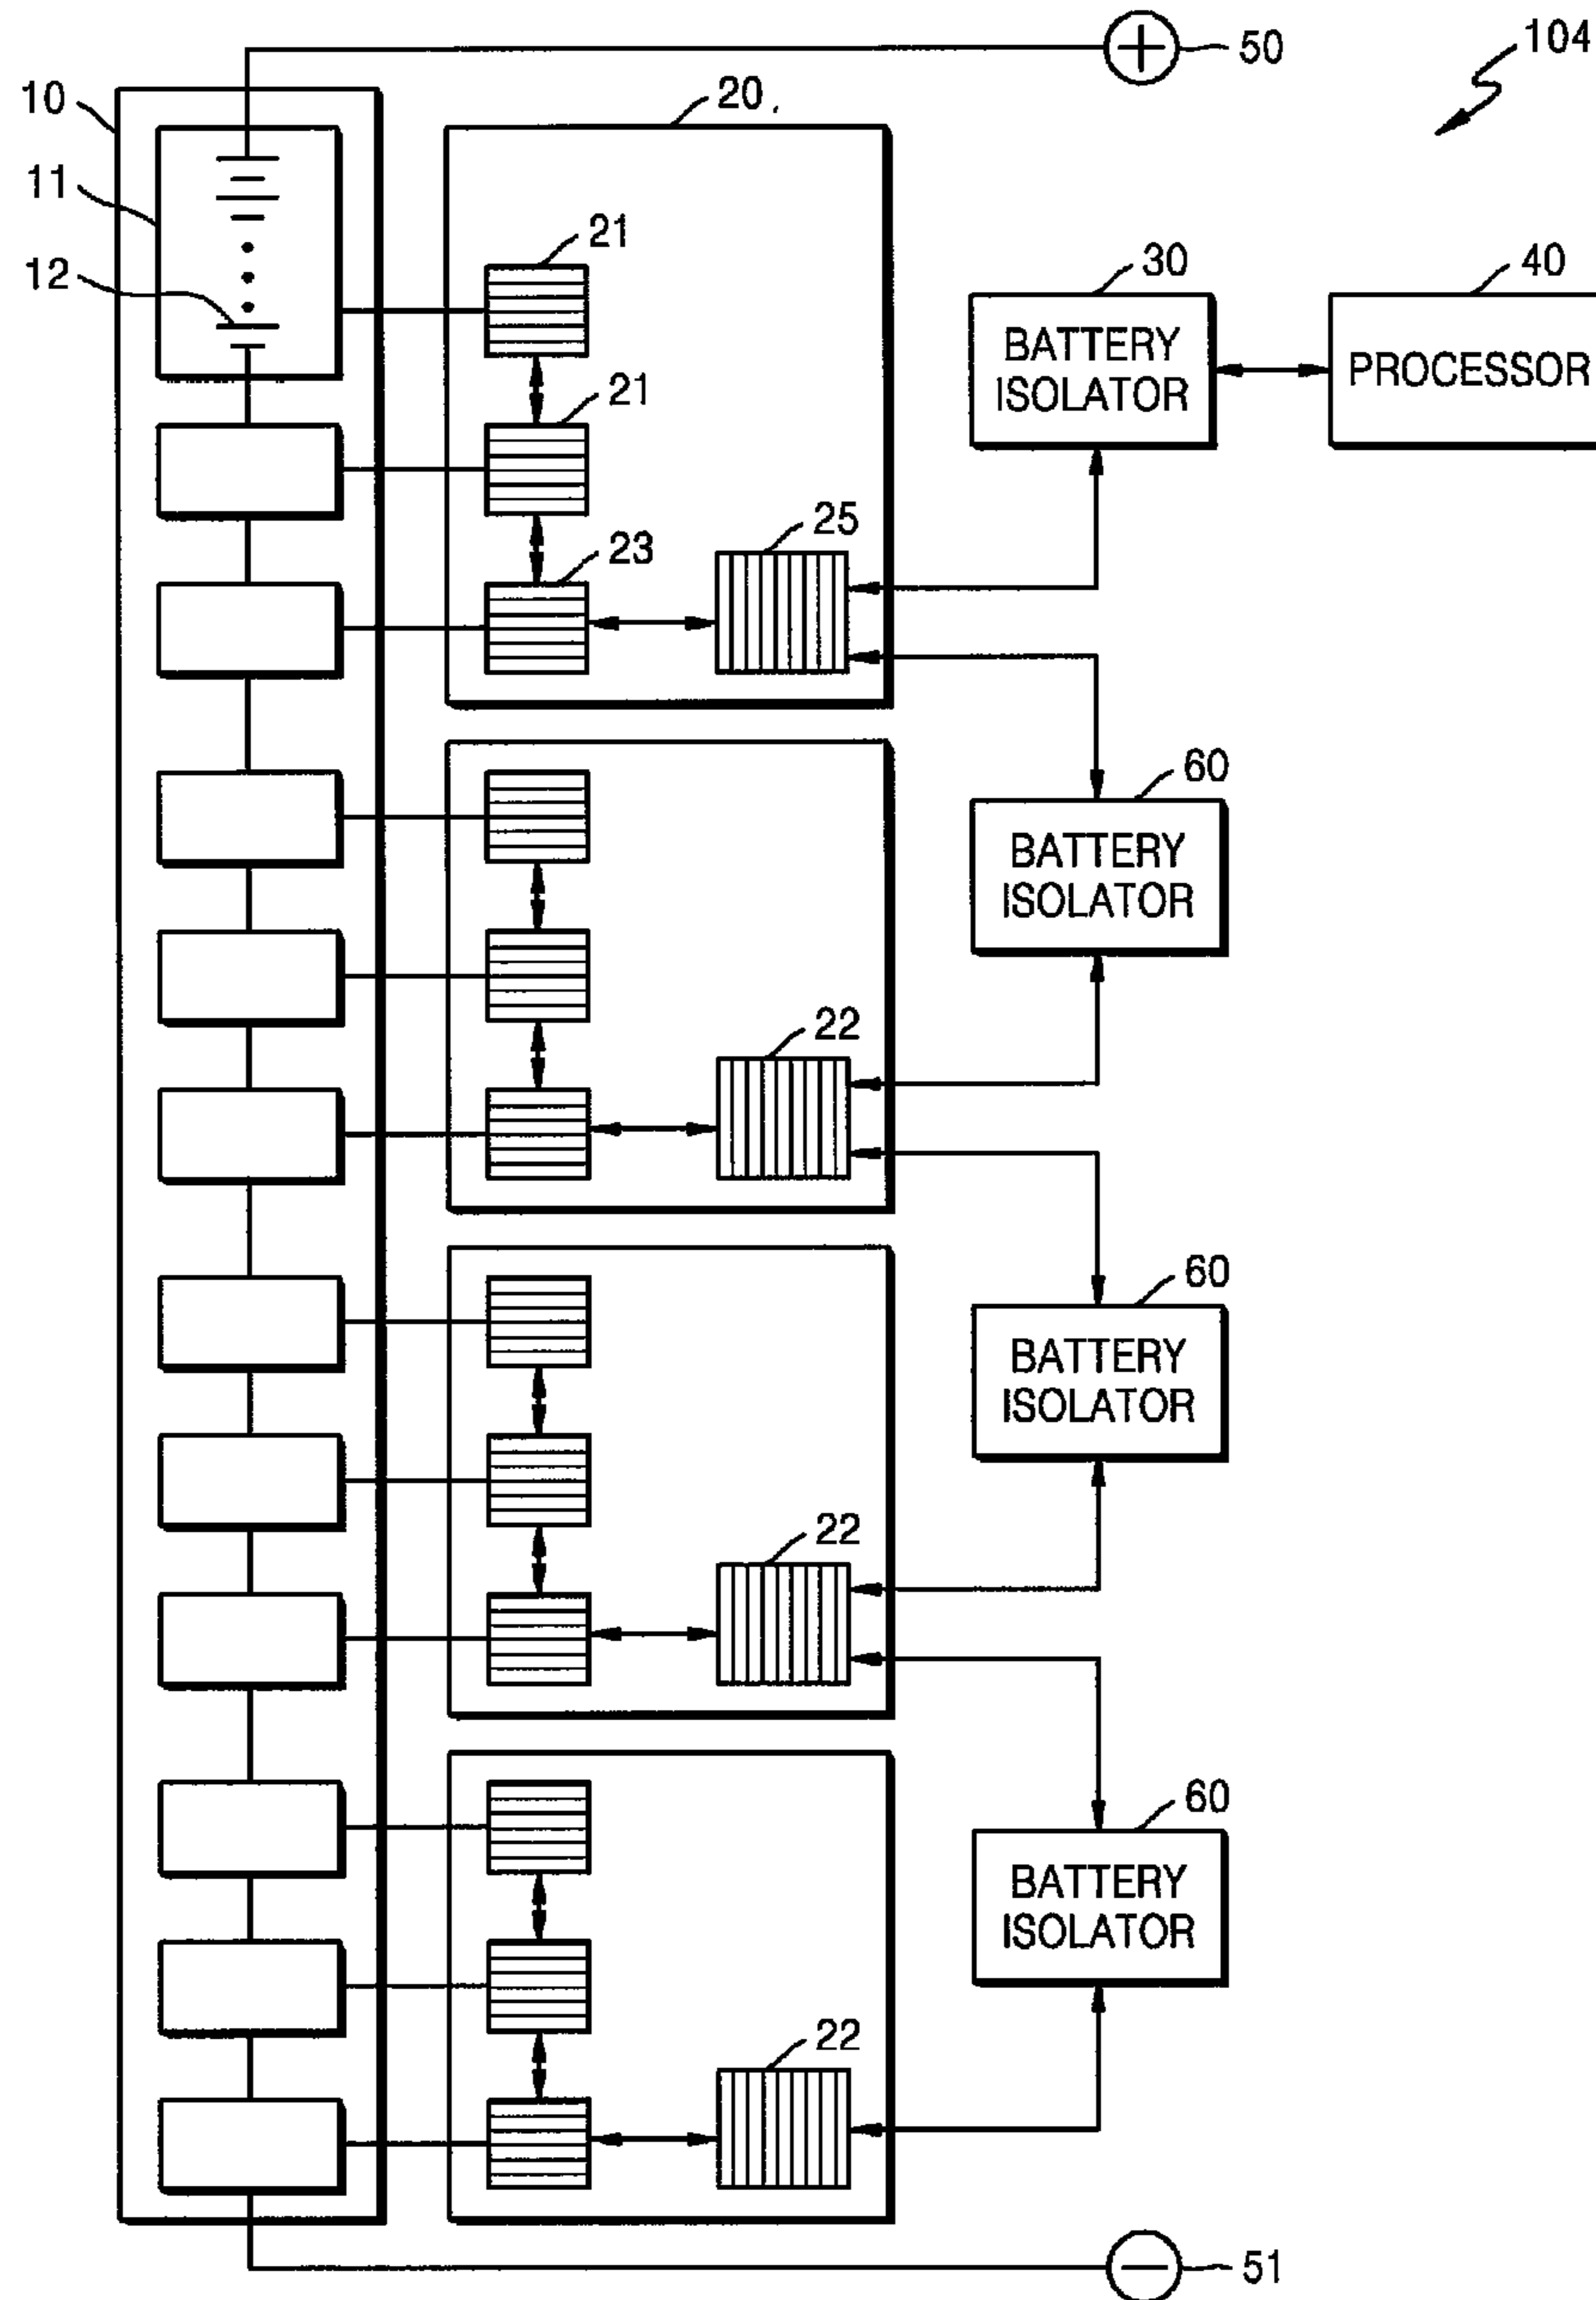 50
104
10
20
11
21
30
40
12
BATTERY
ISOLATOR
PROCESSOR
21
25
23
60
BATTERY
ISOLATOR
22
60
BATTERY
ISOLATOR
22
60
BATTERY
ISOLATOR
22
51